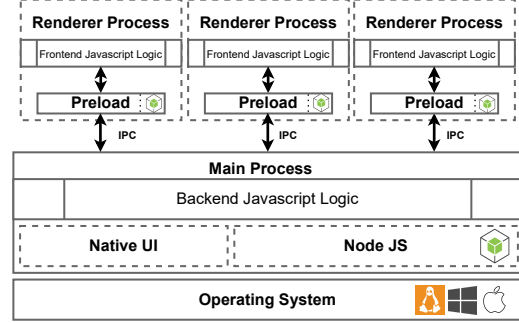 Renderer Process Renderer Process Renderer Process
Frontend Javascript Logic Frontend Javascript Logic Frontend Javascript Logic
Preload Preload Preload
IPC IPC IPC
Main Process
Backend Javascript Logic
Native UI Node JS
Operating System